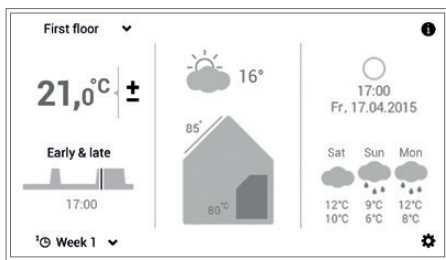 First floor
21,0°C ±
Early & late
17:00
Week 1
16°
85°
80°C
17:00
Fr, 17.04.2015
Sat Sun Mon
12°C 9°C 12°C
10°C 6°C 8°C